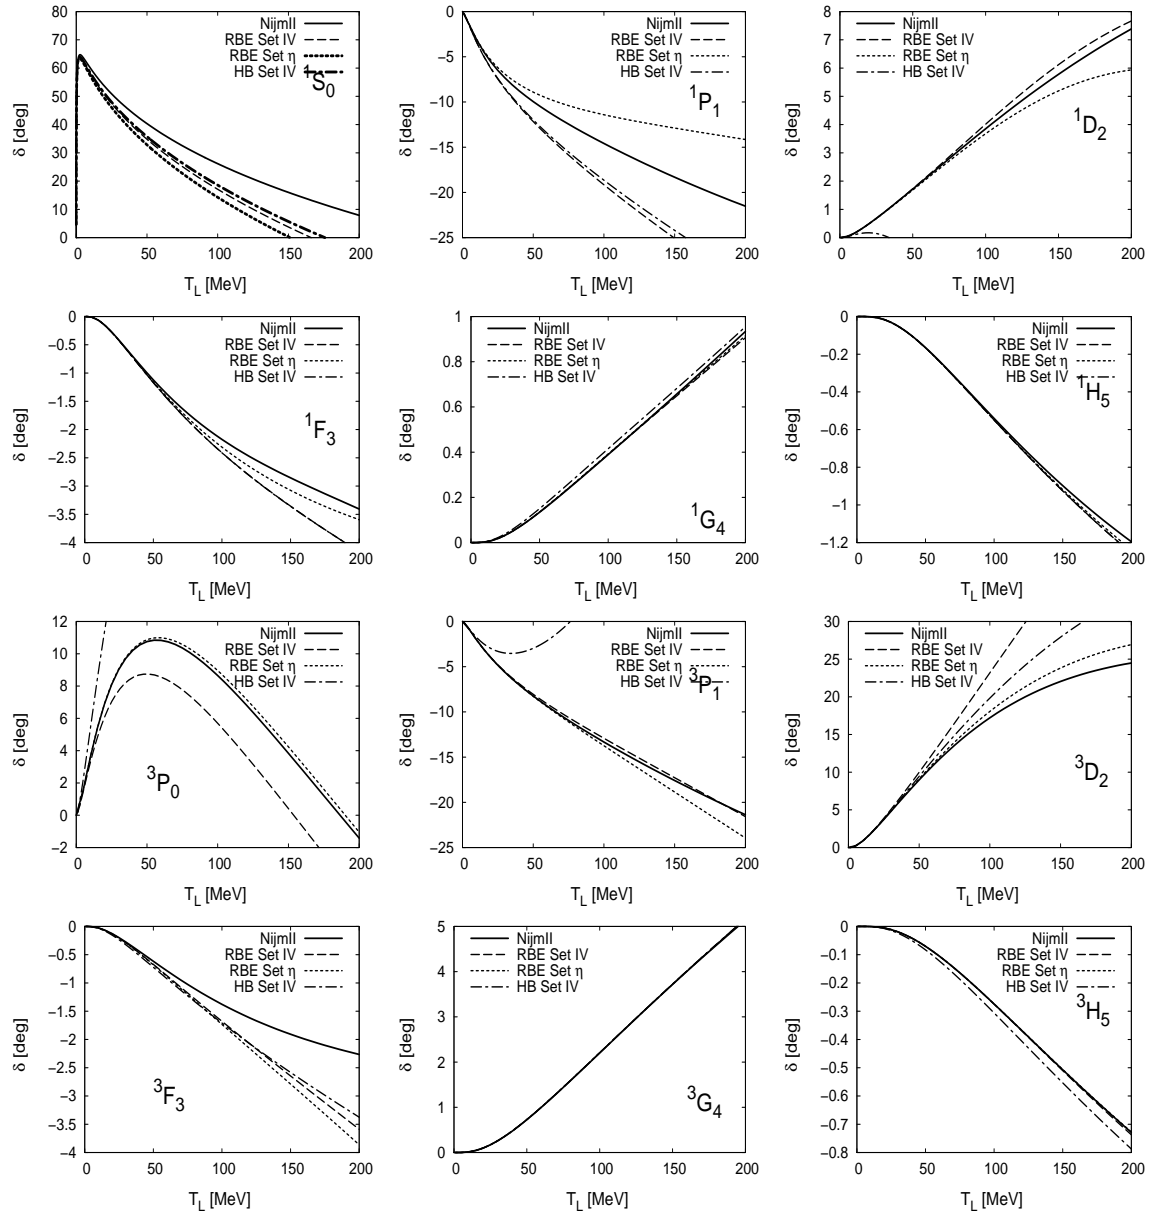 80
70
60
50
40
30
20
10
0
δ [deg]
NijmII
RBE Set IV
RBE Set η
HB Set IV
¹S₀
0 50 100 150 200
T_L [MeV]
0
−5
−10
−15
−20
−25
δ [deg]
NijmII
RBE Set IV
RBE Set η
HB Set IV
¹P₁
0 50 100 150 200
T_L [MeV]
8
7
6
5
4
3
2
1
0
δ [deg]
NijmII
RBE Set IV
RBE Set η
HB Set IV
¹D₂
0 50 100 150 200
T_L [MeV]
0
−0.5
−1
−1.5
−2
−2.5
−3
−3.5
−4
δ [deg]
NijmII
RBE Set IV
RBE Set η
HB Set IV
¹F₃
0 50 100 150 200
T_L [MeV]
1
0.8
0.6
0.4
0.2
0
δ [deg]
NijmII
RBE Set IV
RBE Set η
HB Set IV
¹G₄
0 50 100 150 200
T_L [MeV]
0
−0.2
−0.4
−0.6
−0.8
−1
−1.2
δ [deg]
NijmII
RBE Set IV
RBE Set η
HB Set IV
¹H₅
0 50 100 150 200
T_L [MeV]
12
10
8
6
4
2
0
−2
δ [deg]
NijmII
RBE Set IV
RBE Set η
HB Set IV
³P₀
0 50 100 150 200
T_L [MeV]
0
−5
−10
−15
−20
−25
δ [deg]
NijmII
RBE Set IV
RBE Set η
HB Set IV
³P₁
0 50 100 150 200
T_L [MeV]
30
25
20
15
10
5
0
δ [deg]
NijmII
RBE Set IV
RBE Set η
HB Set IV
³D₂
0 50 100 150 200
T_L [MeV]
0
−0.5
−1
−1.5
−2
−2.5
−3
−3.5
−4
δ [deg]
NijmII
RBE Set IV
RBE Set η
HB Set IV
³F₃
0 50 100 150 200
T_L [MeV]
5
4
3
2
1
0
δ [deg]
NijmII
RBE Set IV
RBE Set η
HB Set IV
³G₄
0 50 100 150 200
T_L [MeV]
0
−0.1
−0.2
−0.3
−0.4
−0.5
−0.6
−0.7
−0.8
δ [deg]
NijmII
RBE Set IV
RBE Set η
HB Set IV
³H₅
0 50 100 150 200
T_L [MeV]